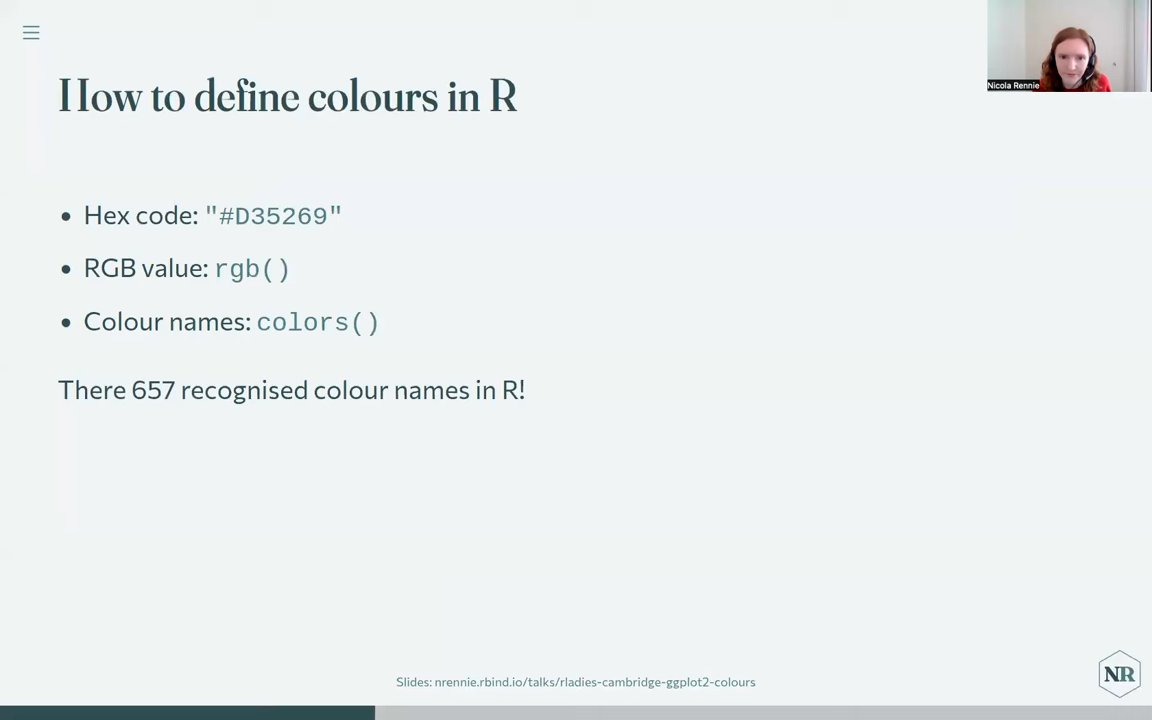 How to define colours in R
Nicola Rennie
• Hex code: "#D35269"
• RGB value: rgb()
• Colour names: colors()
There 657 recognised colour names in R!
Slides: nrennie.rbind.io/talks/rladies-cambridge-ggplot2-colours
NR